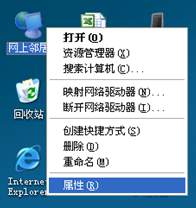 网上邻居
打开(O)
资源管理器(X)
搜索计算机(C)...
映射网络驱动器(N)...
断开网络驱动器(I)...
创建快捷方式(S)
删除(D)
重命名(M)
属性(R)
回收站
Internet
Explorer